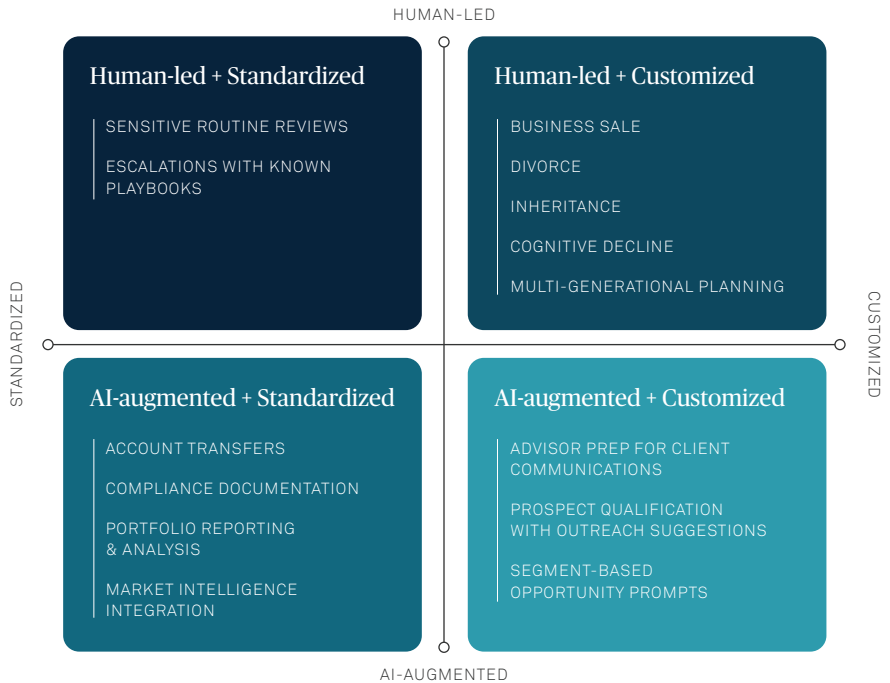 HUMAN-LED
Human-led + Standardized
SENSITIVE ROUTINE REVIEWS
ESCALATIONS WITH KNOWN
PLAYBOOKS
Human-led + Customized
BUSINESS SALE
DIVORCE
INHERITANCE
COGNITIVE DECLINE
MULTI-GENERATIONAL PLANNING
STANDARDIZED
CUSTOMIZED
AI-augmented + Standardized
ACCOUNT TRANSFERS
COMPLIANCE DOCUMENTATION
PORTFOLIO REPORTING
& ANALYSIS
MARKET INTELLIGENCE
INTEGRATION
AI-augmented + Customized
ADVISOR PREP FOR CLIENT
COMMUNICATIONS
PROSPECT QUALIFICATION
WITH OUTREACH SUGGESTIONS
SEGMENT-BASED
OPPORTUNITY PROMPTS
AI-AUGMENTED